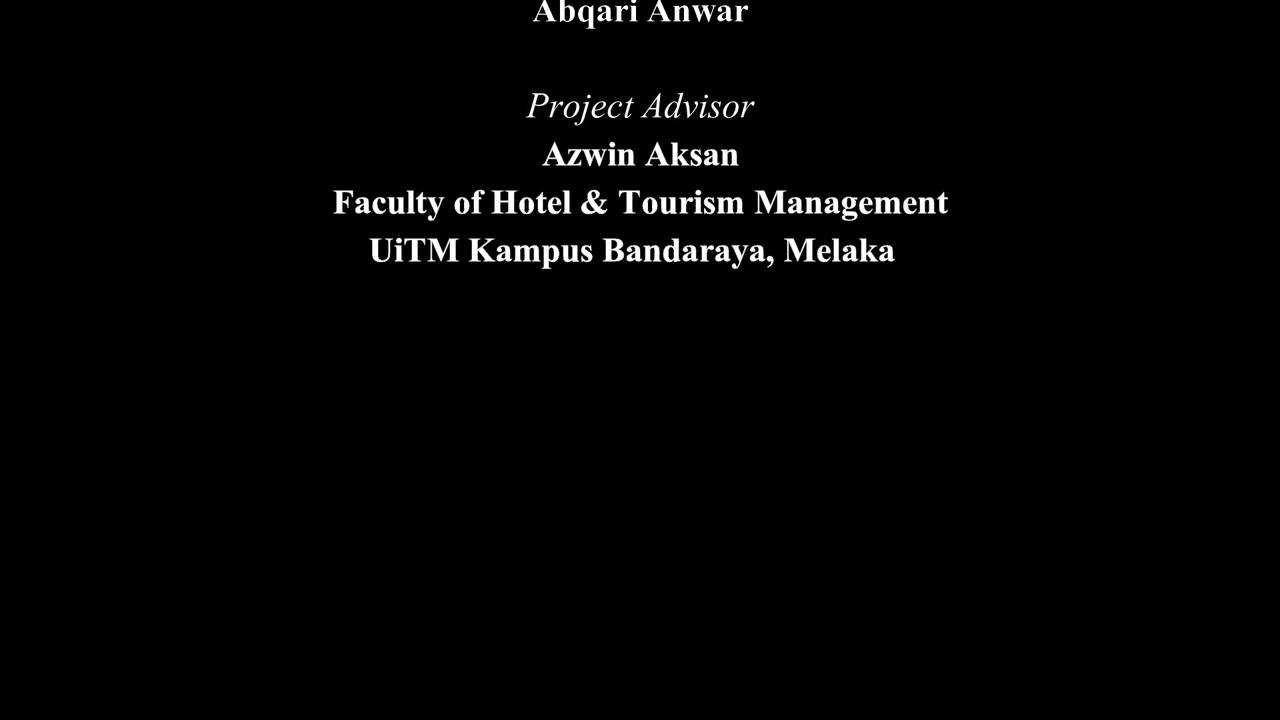 Abqari Anwar
Project Advisor
Azwin Aksan
Faculty of Hotel & Tourism Management
UiTM Kampus Bandaraya, Melaka